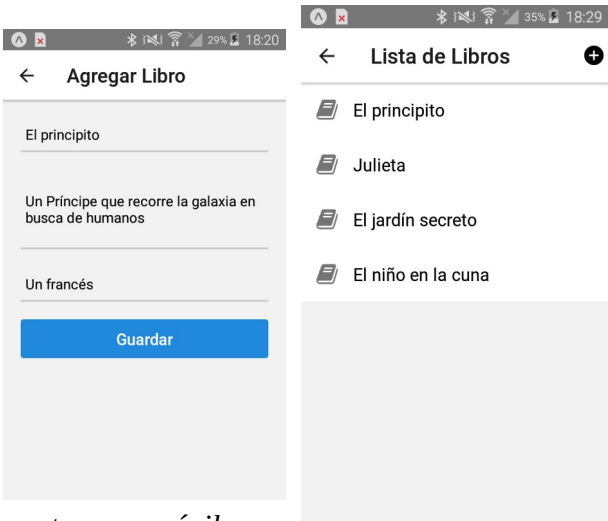 29% 18:20
Agregar Libro
El principito
Un Príncipe que recorre la galaxia en
busca de humanos
Un francés
Guardar
35% 18:29
Lista de Libros
El principito
Julieta
El jardín secreto
El niño en la cuna